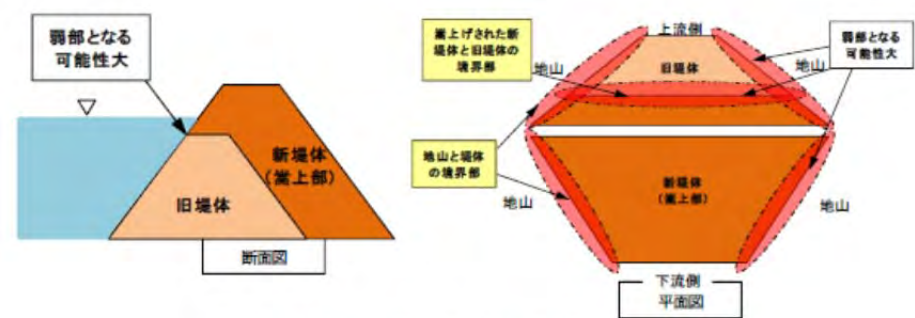 弱部となる
可能性大
▽
新堤体
(嵩上部)
旧堤体
断面図
嵩上げされた新
堤体と旧堤体の
境界部
上流側
弱部となる
可能性大
地山
旧堤体
地山
地山と堤体
の境界部
新堤体
(嵩上部)
地山
地山
下流側
平面図